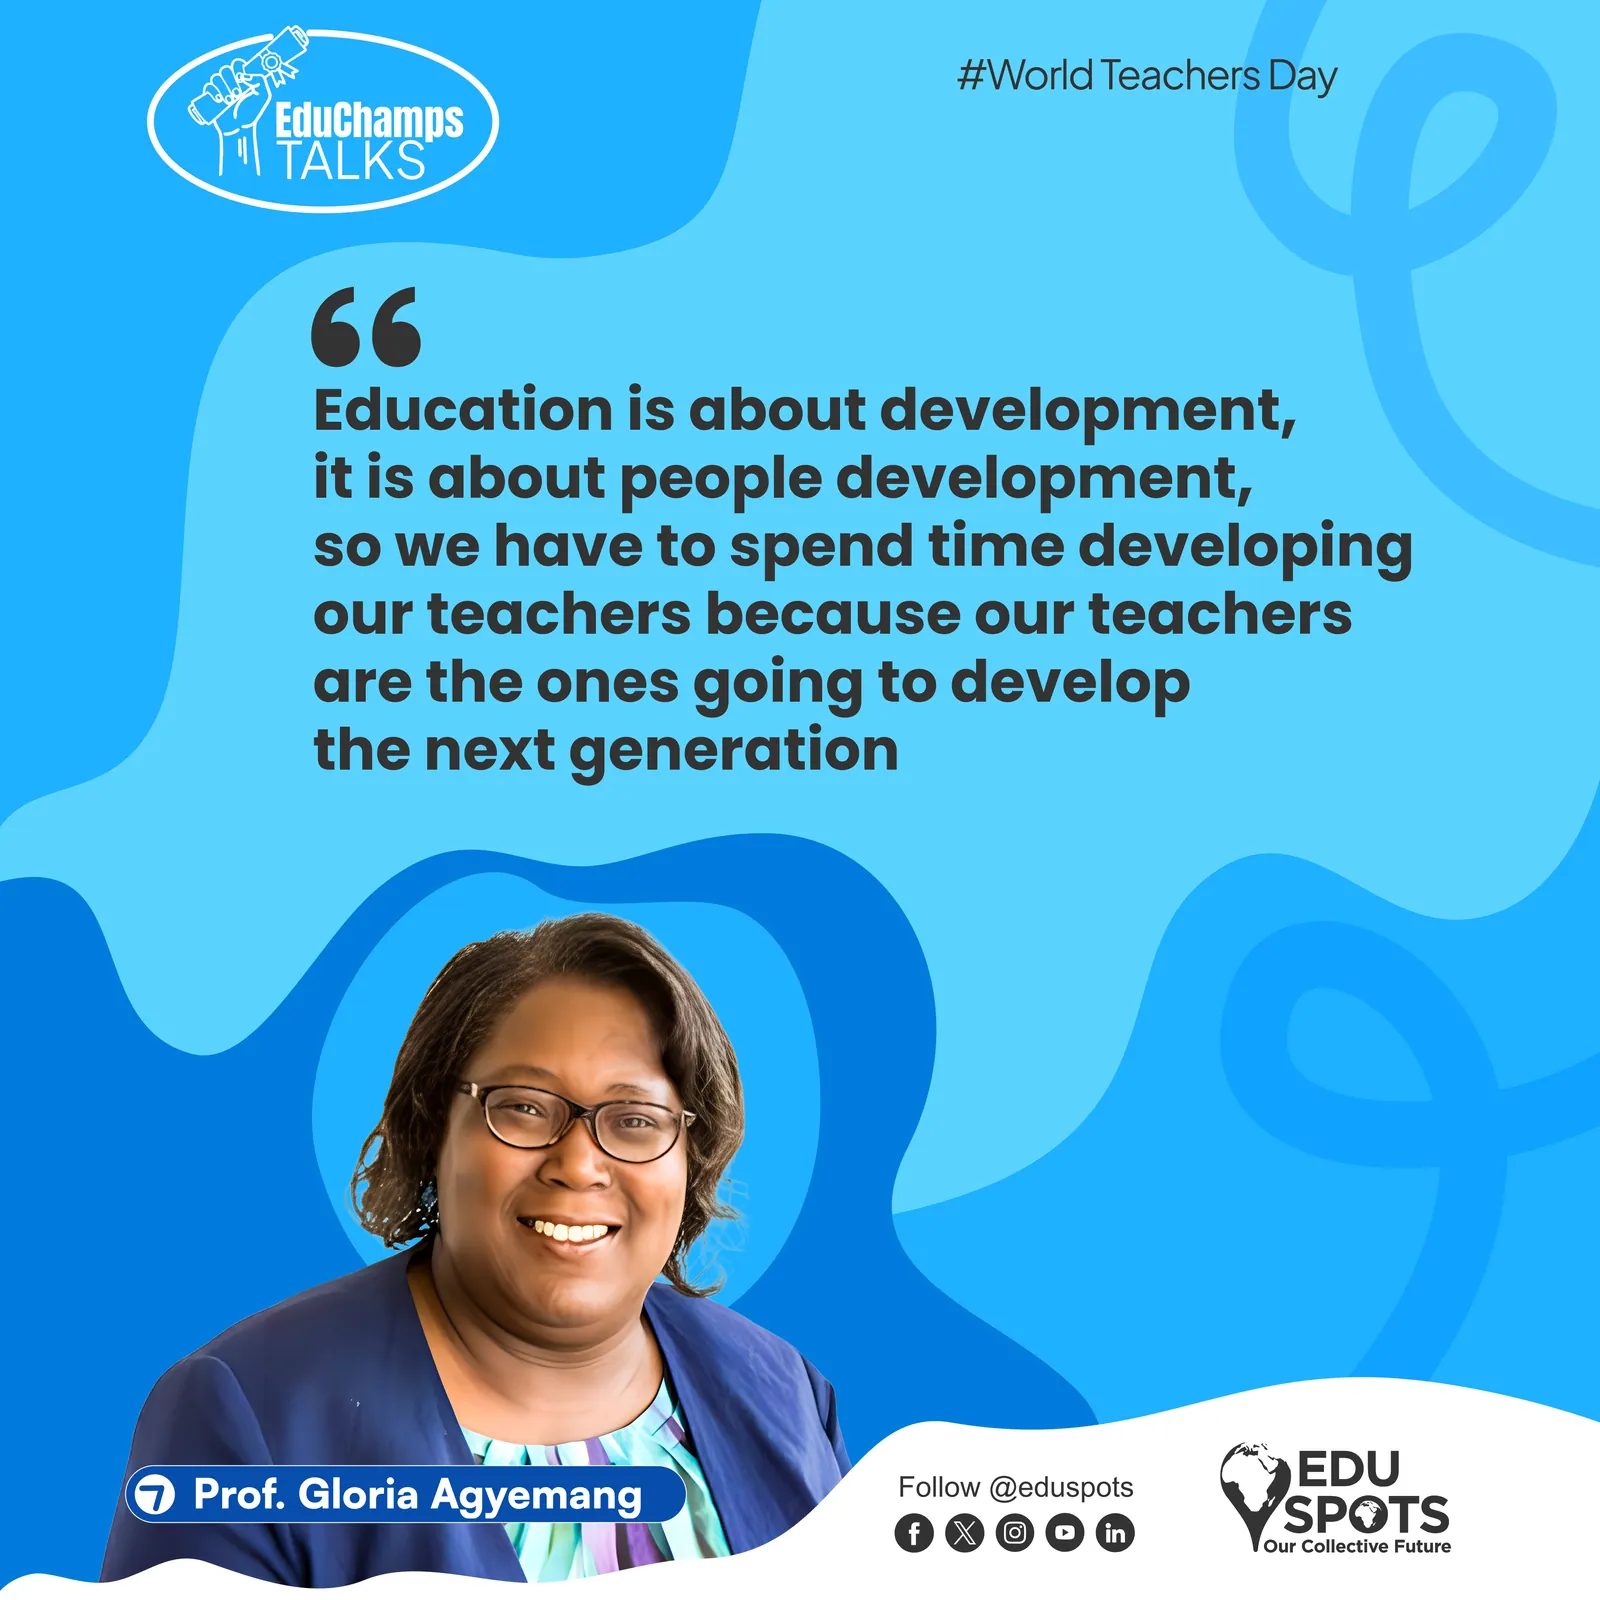 EduChamps
TALKS
#World Teachers Day
“
Education is about development,
it is about people development,
so we have to spend time developing
our teachers because our teachers
are the ones going to develop
the next generation
Prof. Gloria Agyemang
Follow @eduspots
EDU
SPOTS
Our Collective Future